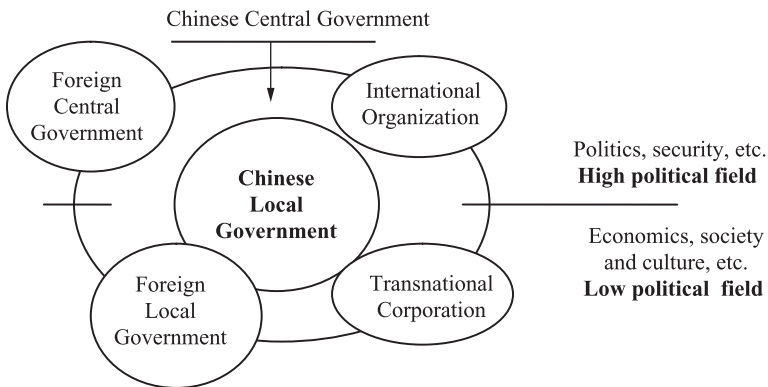 Chinese Central Government
Foreign
Central
Government
International
Organization
Chinese
Local
Government
Politics, security, etc.
High political field
Economics, society
and culture, etc.
Low political field
Foreign
Local
Government
Transnational
Corporation